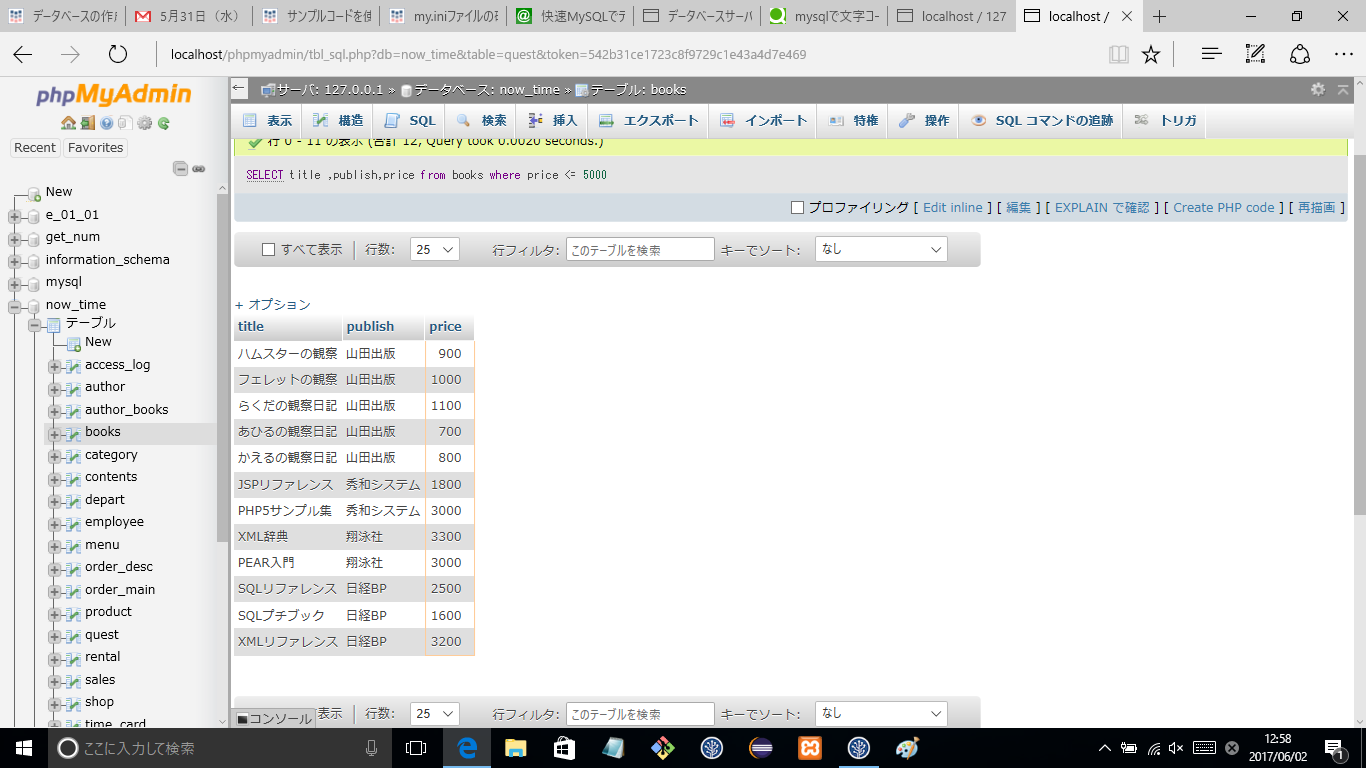 データベースの作成
5月31日（水）
サンプルコードを使
my.iniファイルの
快速MySQLでデ
データベースサーバ
mysqlで文字コー
localhost / 127
localhost /
localhost/phpmyadmin/tbl_sql.php?db=now_time&table=quest&token=542b31ce1723c8f9729c1e43a4d7e469
phpMyAdmin
Recent Favorites
New
e_01_01
get_num
information_schema
mysql
now_time
テーブル
New
access_log
author
author_books
books
category
contents
depart
employee
menu
order_desc
order_main
product
quest
rental
sales
shop
time_card
サーバ: 127.0.0.1 » データベース: now_time » テーブル: books
表示 構造 SQL 検索 挿入 エクスポート インポート 特権 操作 SQL コマンドの追跡 トリガ
行 0 - 11 の表示 (合計 12, Query took 0.0020 seconds.)
SELECT title ,publish,price from books where price <= 5000
プロファイリング [ Edit inline ] [ 編集 ] [ EXPLAIN で確認 ] [ Create PHP code ] [ 再描画 ]
すべて表示 行数: 25 行フィルタ: このテーブルを検索 キーでソート: なし
+ オプション
title publish price
ハムスターの観察 山田出版 900
フェレットの観察 山田出版 1000
らくだの観察日記 山田出版 1100
あひるの観察日記 山田出版 700
かえるの観察日記 山田出版 800
JSPリファレンス 秀和システム 1800
PHP5サンプル集 秀和システム 3000
XML辞典 翔泳社 3300
PEAR入門 翔泳社 3000
SQLリファレンス 日経BP 2500
SQLプチブック 日経BP 1600
XMLリファレンス 日経BP 3200
コンソール 表示 行数: 25 行フィルタ: このテーブルを検索 キーでソート: なし
ここに入力して検索
12:58
2017/06/02
1